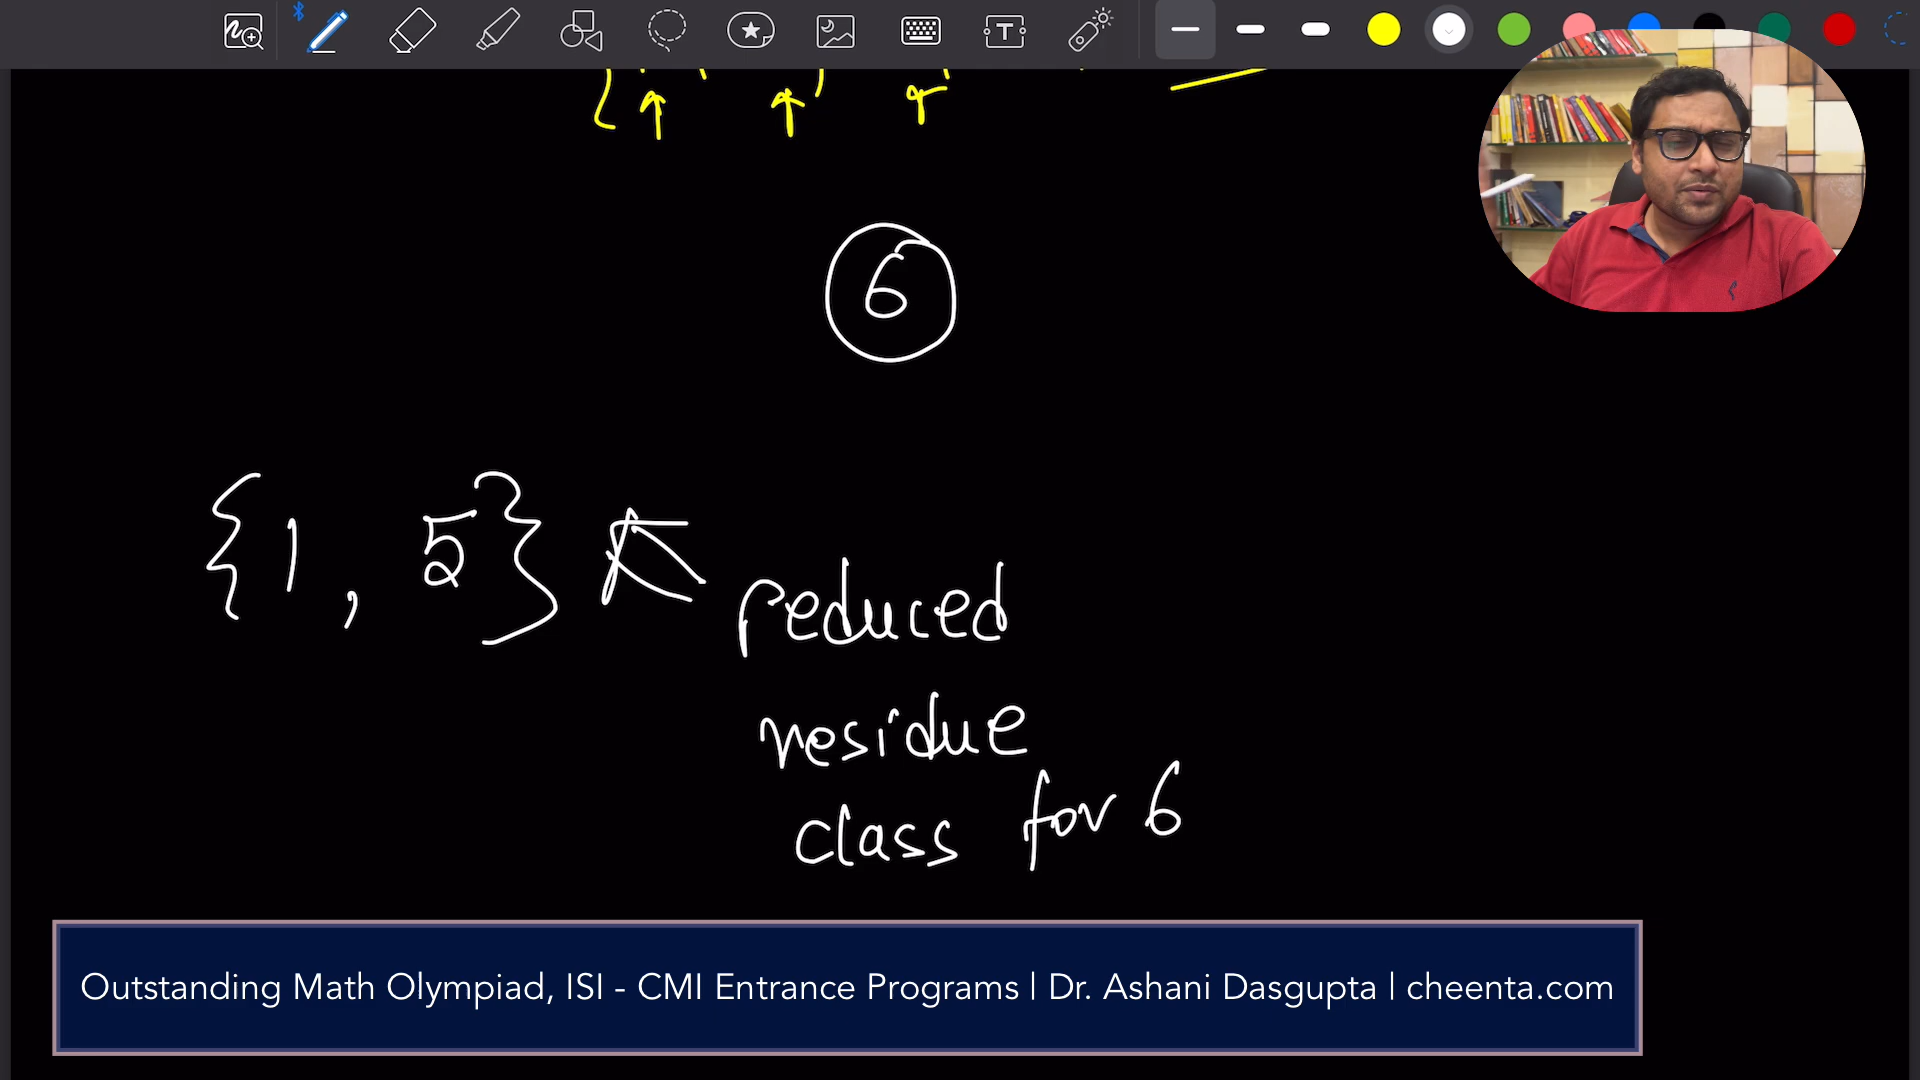 6
{1, 5}
reduced
residue
class for 6
Outstanding Math Olympiad, ISI - CMI Entrance Programs | Dr. Ashani Dasgupta | cheenta.com